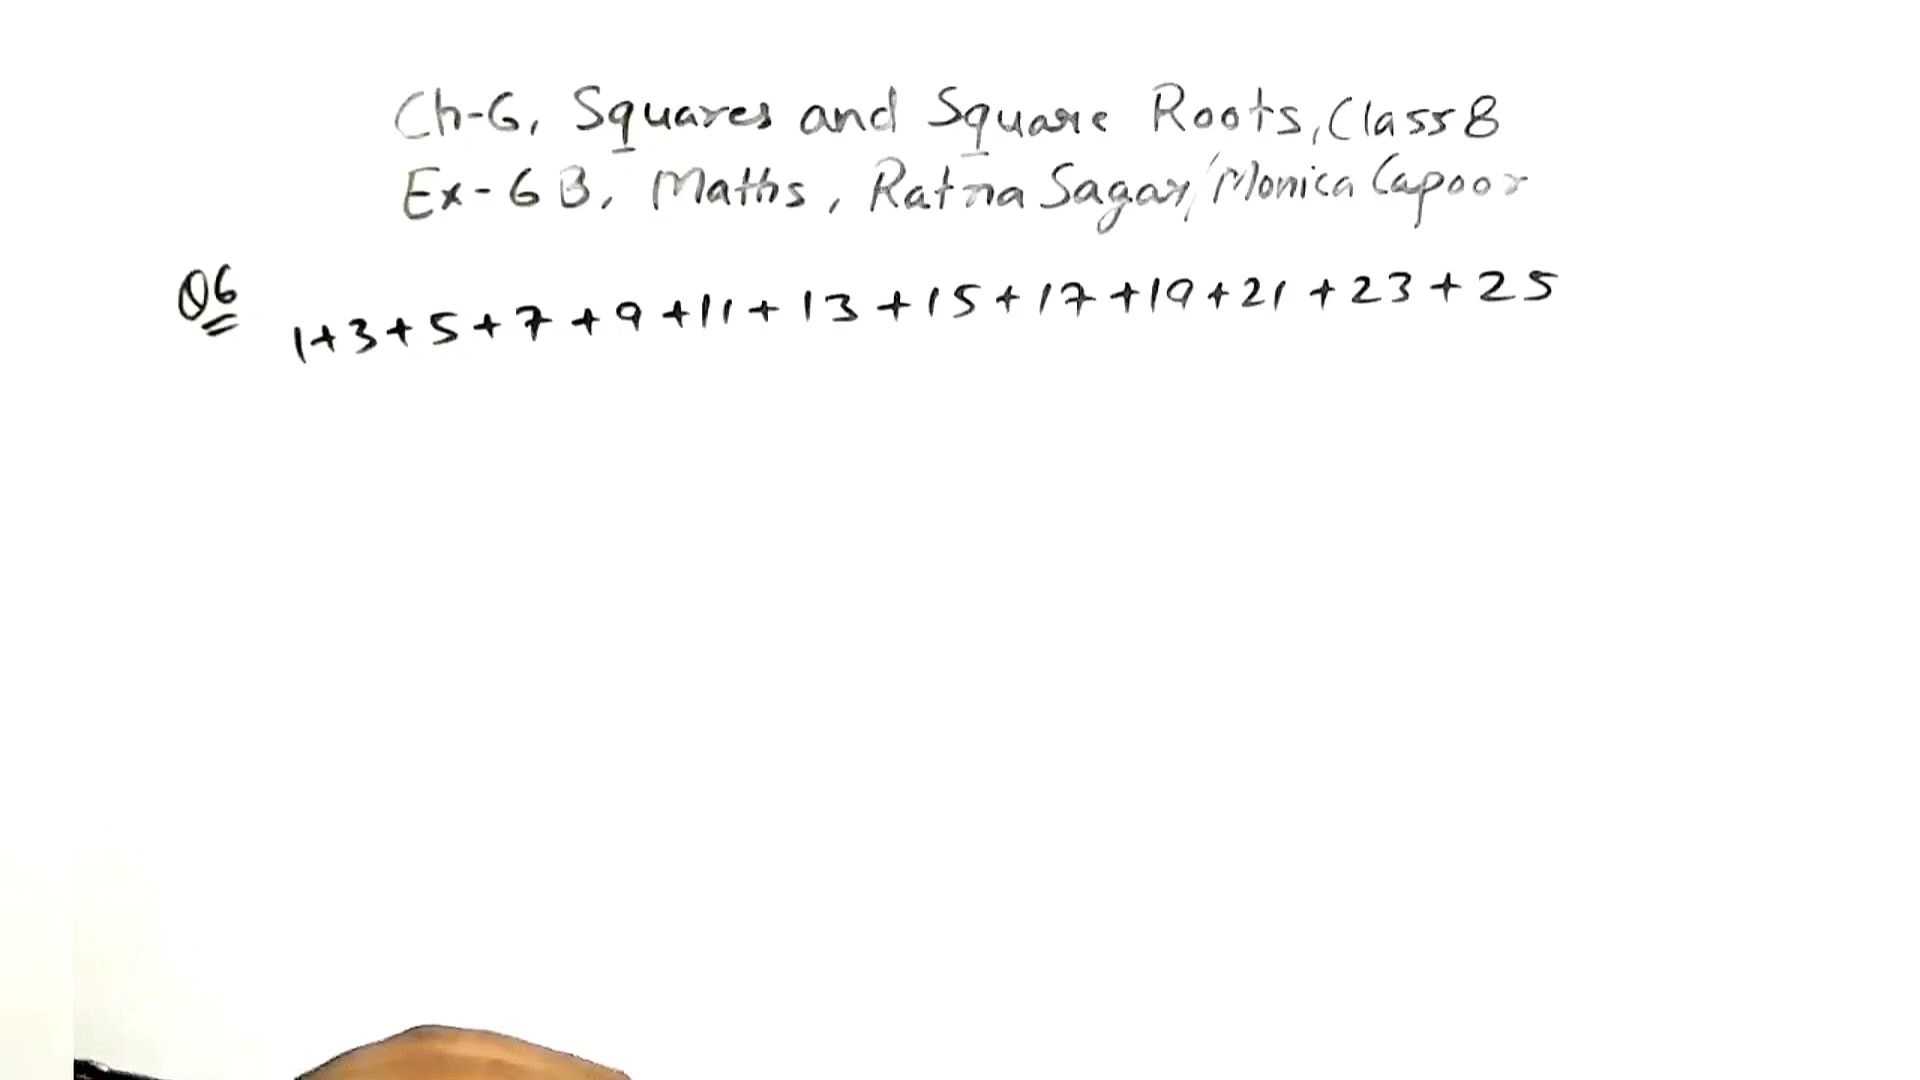 Ch-6, Squares and Square Roots, Class 8
Ex-6B, Maths, Ratna Sagar/Monica Capoor
Q6 1+3+5+7+9+11+13+15+17+19+21+23+25